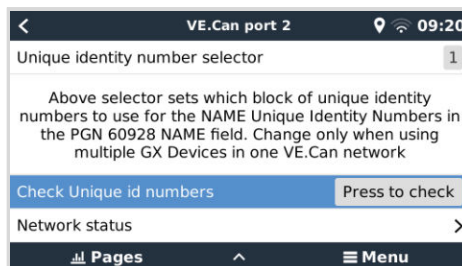 VE.Can port 2 09:20
Unique identity number selector 1
Above selector sets which block of unique identity
numbers to use for the NAME Unique Identity Numbers in
the PGN 60928 NAME field. Change only when using
multiple GX Devices in one VE.Can network
Check Unique id numbers Press to check
Network status
Pages Menu